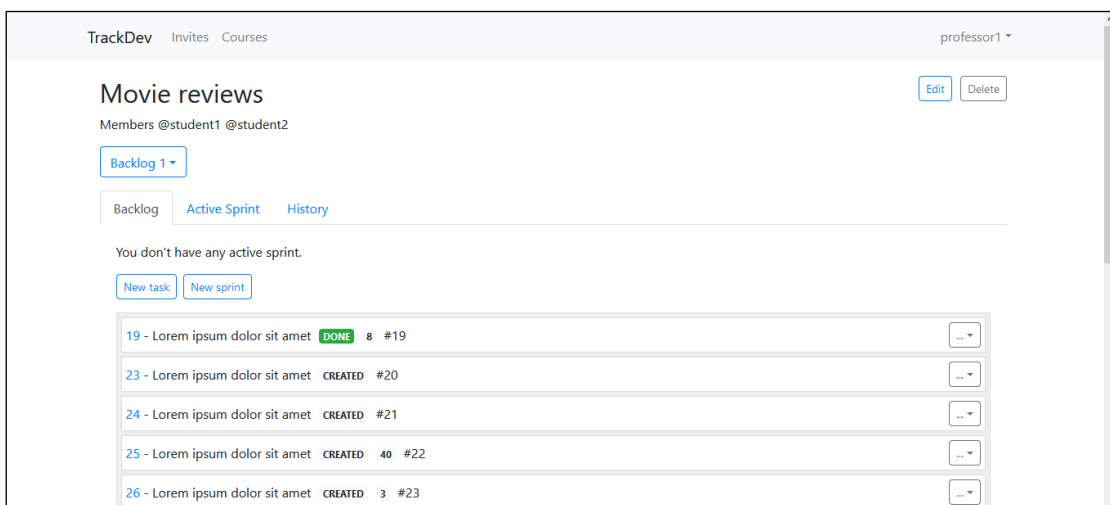 TrackDev Invites Courses professor1
Movie reviews Edit Delete
Members @student1 @student2
Backlog 1
Backlog Active Sprint History
You don't have any active sprint.
New task New sprint
19 - Lorem ipsum dolor sit amet DONE 8 #19 ...
23 - Lorem ipsum dolor sit amet CREATED #20 ...
24 - Lorem ipsum dolor sit amet CREATED #21 ...
25 - Lorem ipsum dolor sit amet CREATED 40 #22 ...
26 - Lorem ipsum dolor sit amet CREATED 3 #23 ...